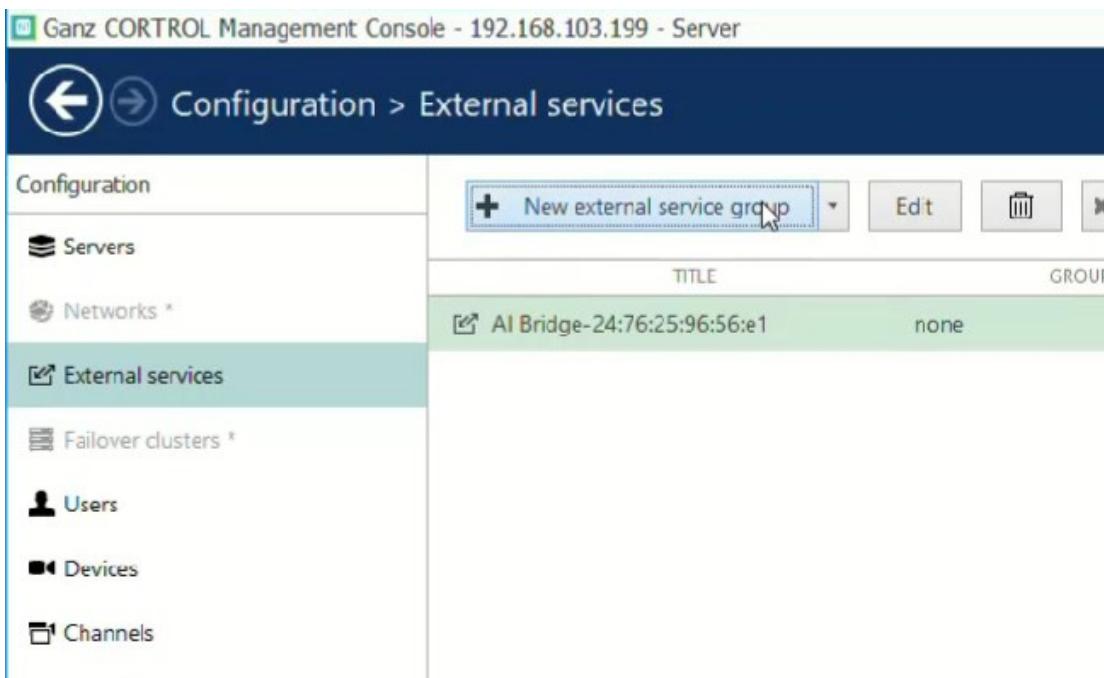 Ganz CORTROL Management Console - 192.168.103.199 - Server
Configuration > External services
Configuration
New external service group
Edit
TITLE
GROUP
Servers
Networks *
AI Bridge-24:76:25:96:56:e1 none
External services
Failover clusters *
Users
Devices
Channels